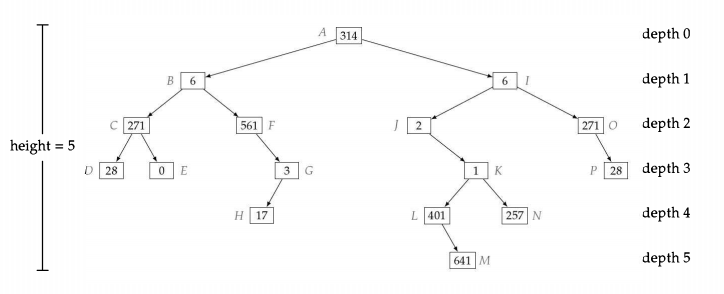 A 314 depth 0
B 6 6 I depth 1
C 271 561 F J 2 271 O depth 2
height = 5
D 28 0 E 3 G 1 K P 28 depth 3
H 17 L 401 257 N depth 4
641 M depth 5